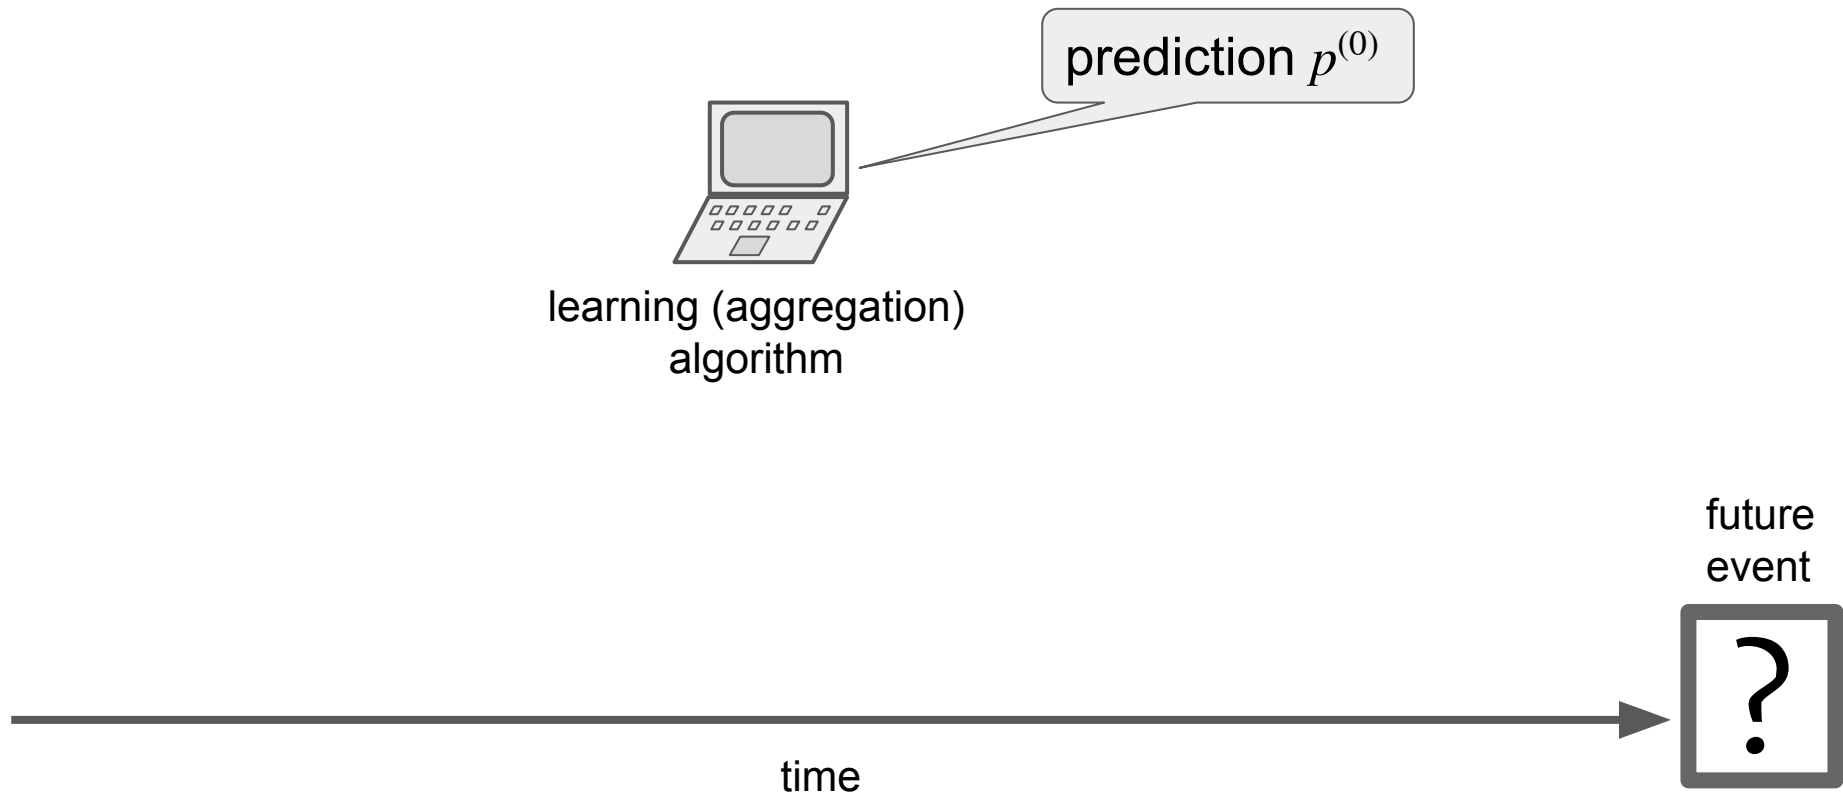 prediction p⁽⁰⁾
learning (aggregation)
algorithm
future
event
?
time